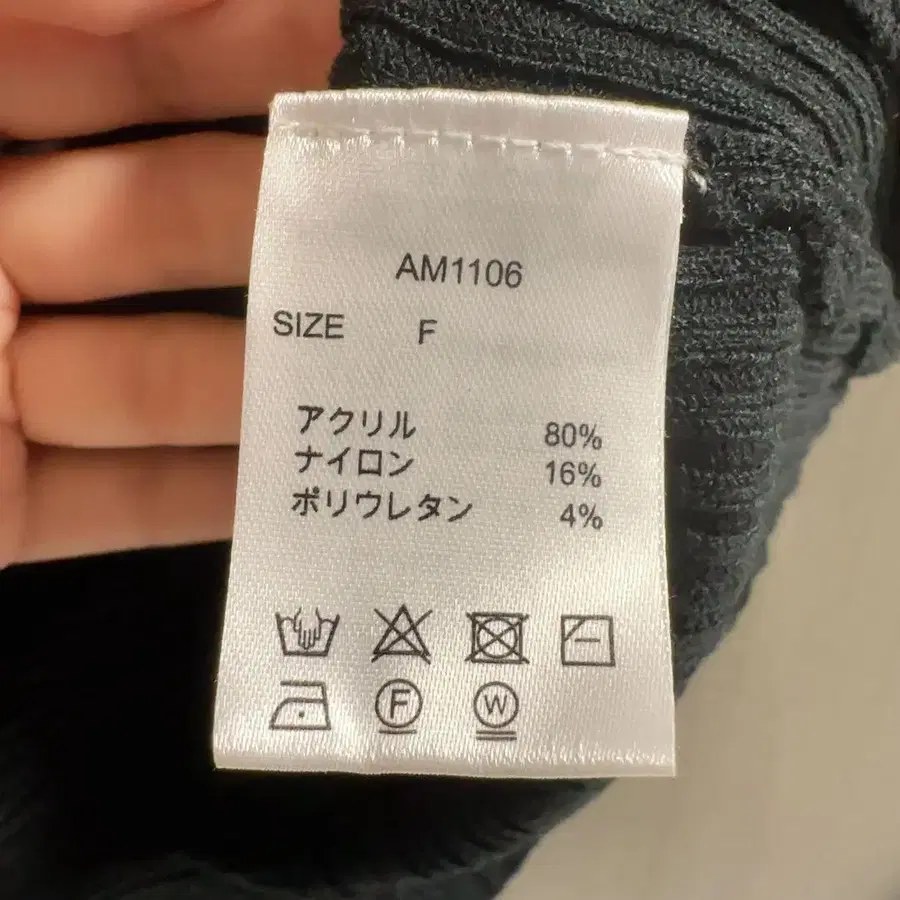 AM1106
SIZE F
アクリル 80%
ナイロン 16%
ポリウレタン 4%
F W